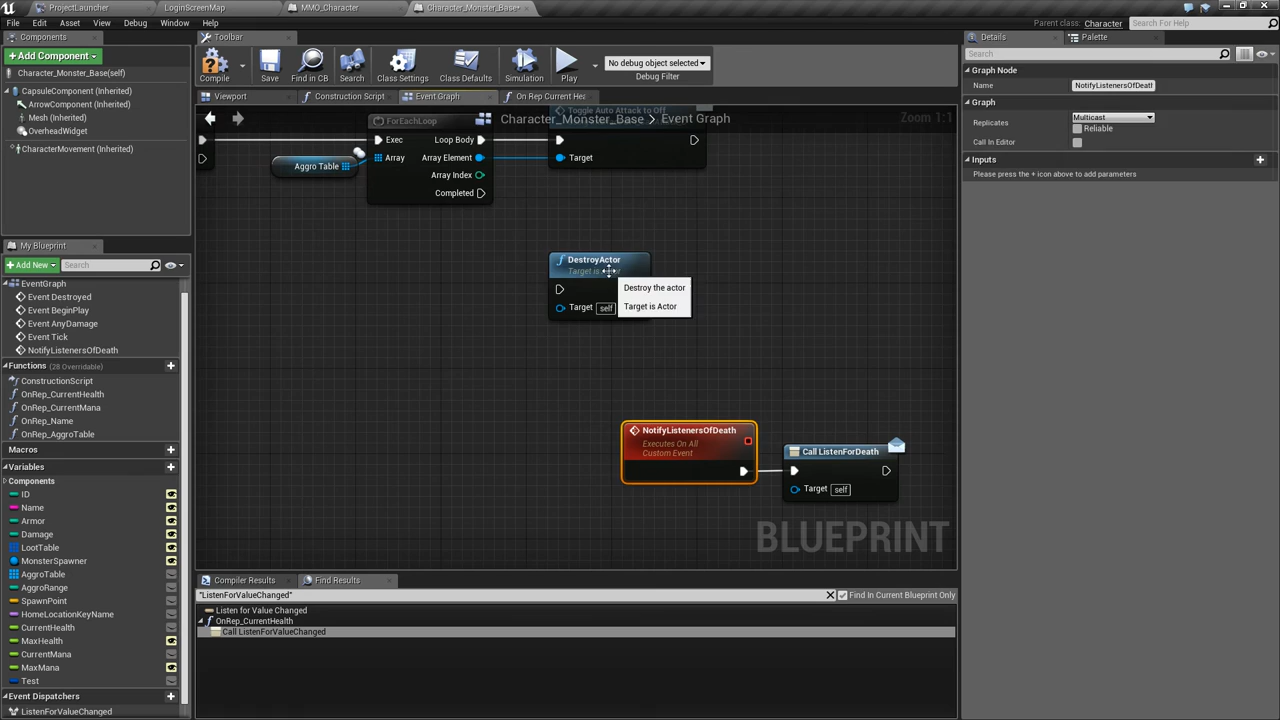 ProjectLauncher
LoginScreenMap
MMO_Character
Character_Monster_Base*
File
Edit
Asset
View
Debug
Window
Help
Parent class: Character
Search For Help
Components
Toolbar
Details
Palette
+ Add Component
Character_Monster_Base(self)
CapsuleComponent (Inherited)
ArrowComponent (Inherited)
Mesh (Inherited)
OverheadWidget
CharacterMovement (Inherited)
Compile
Save
Find in CB
Search
Class Settings
Class Defaults
Simulation
Play
No debug object selected
Debug Filter
Viewport
Construction Script
Event Graph
On Rep Current Hea
Character_Monster_Base > Event Graph
Zoom 1:1
ForEachLoop
Exec
Loop Body
Array
Array Element
Array Index
Completed
Aggro Table
Toggle Auto Attack to Off
Target
DestroyActor
Target is Actor
Target self
Destroy the actor
Target is Actor
NotifyListenersOfDeath
Executes On All
Custom Event
Call ListenForDeath
Target self
BLUEPRINT
Search
Graph Node
Name
NotifyListenersOfDeath
Graph
Replicates
Multicast
Reliable
Call In Editor
Inputs
Please press the + icon above to add parameters
My Blueprint
+ Add New
Search
EventGraph
Event Destroyed
Event BeginPlay
Event AnyDamage
Event Tick
NotifyListenersOfDeath
Functions (28 Overridable)
ConstructionScript
OnRep_CurrentHealth
OnRep_CurrentMana
OnRep_Name
OnRep_AggroTable
Macros
Variables
Components
ID
Name
Armor
Damage
LootTable
MonsterSpawner
AggroTable
AggroRange
SpawnPoint
HomeLocationKeyName
CurrentHealth
MaxHealth
CurrentMana
MaxMana
Test
Event Dispatchers
ListenForValueChanged
Compiler Results
Find Results
"ListenForValueChanged"
Find In Current Blueprint Only
Listen for Value Changed
OnRep_CurrentHealth
Call ListenForValueChanged